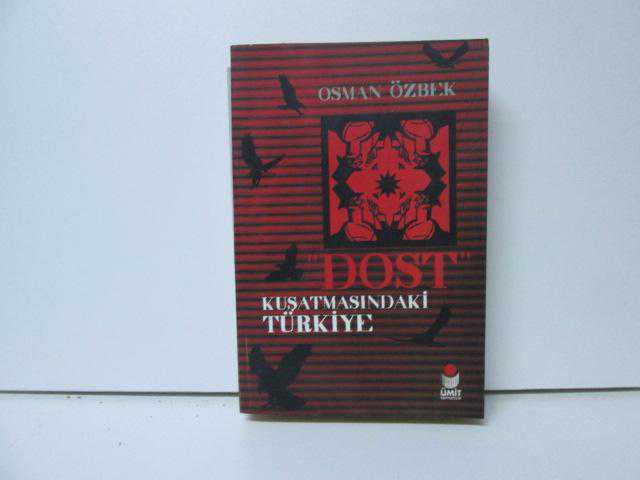 OSMAN ÖZBEK
"DOST"
KUŞATMASINDAKİ
TÜRKİYE
ÜMİT